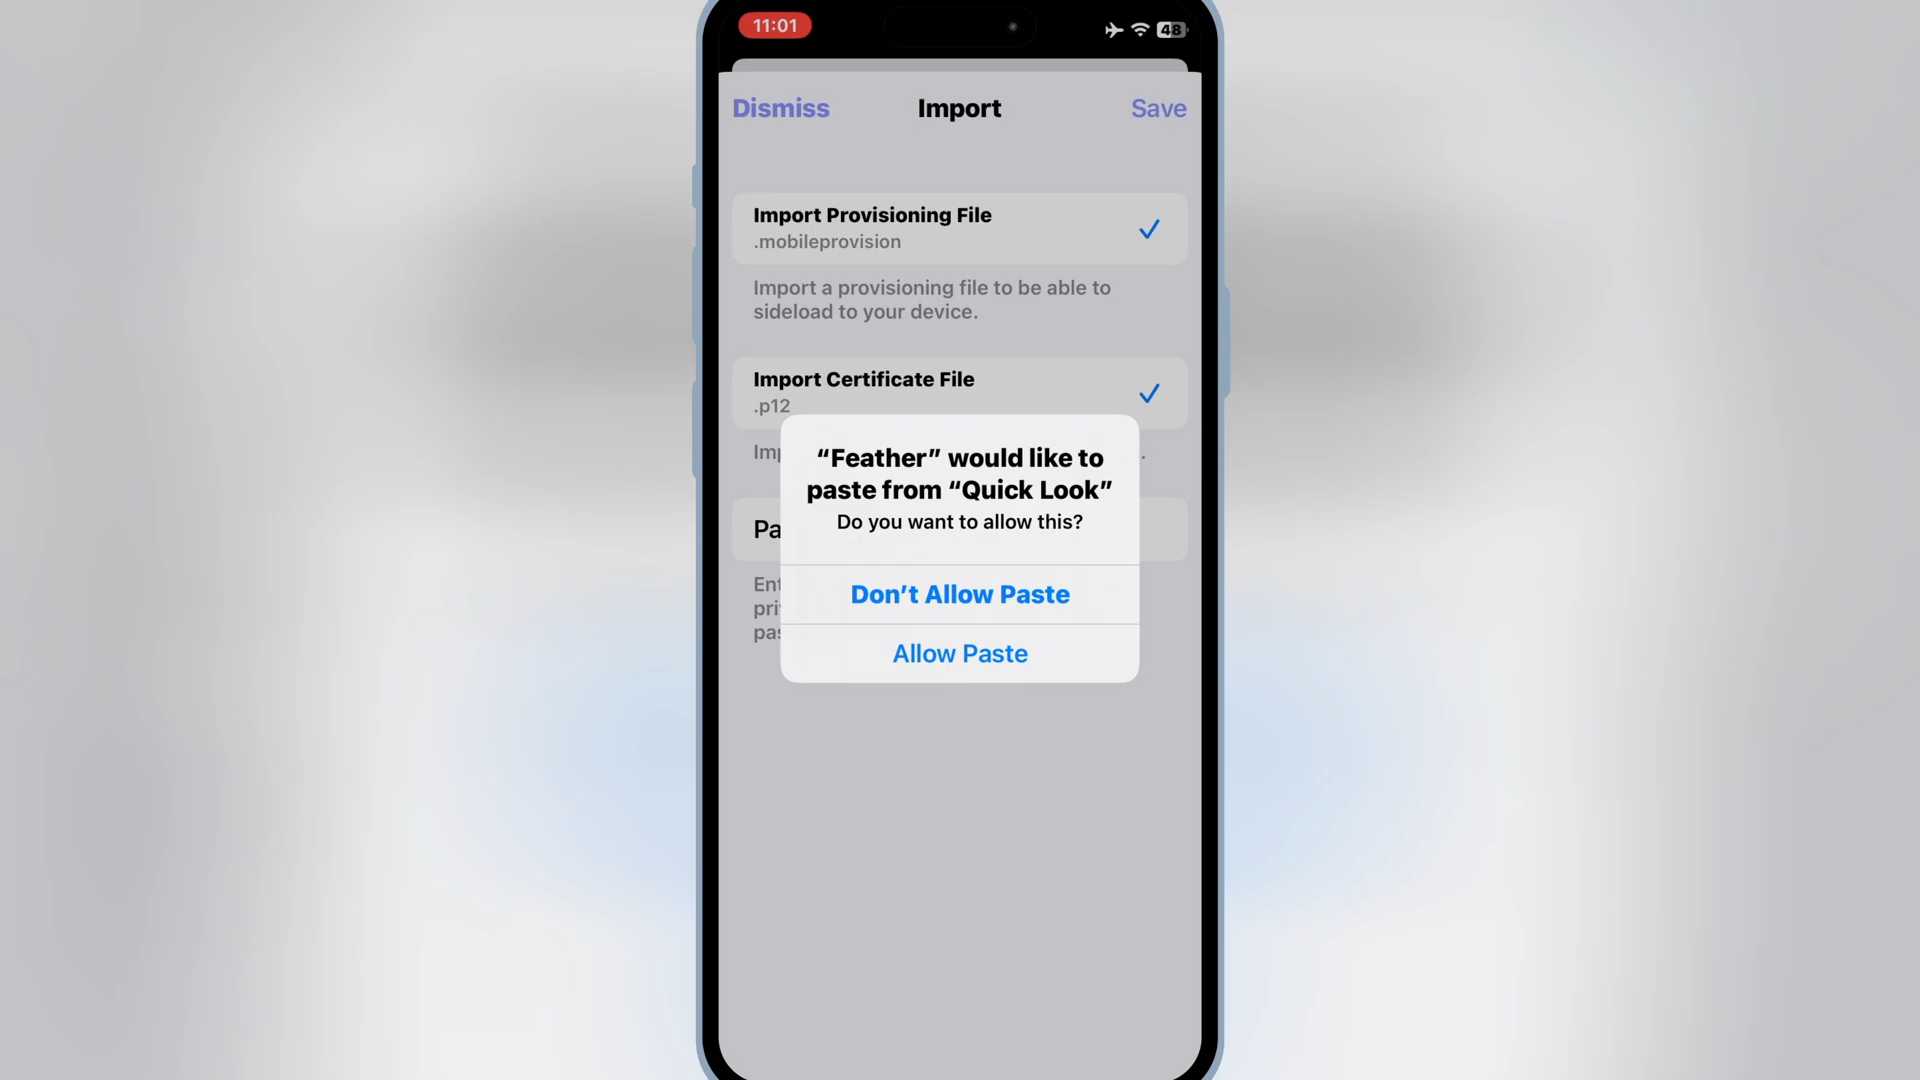 11:01
48
Dismiss
Import
Save
Import Provisioning File
.mobileprovision
Import a provisioning file to be able to
sideload to your device.
Import Certificate File
.p12
“Feather” would like to
paste from “Quick Look”
Do you want to allow this?
Don’t Allow Paste
Allow Paste